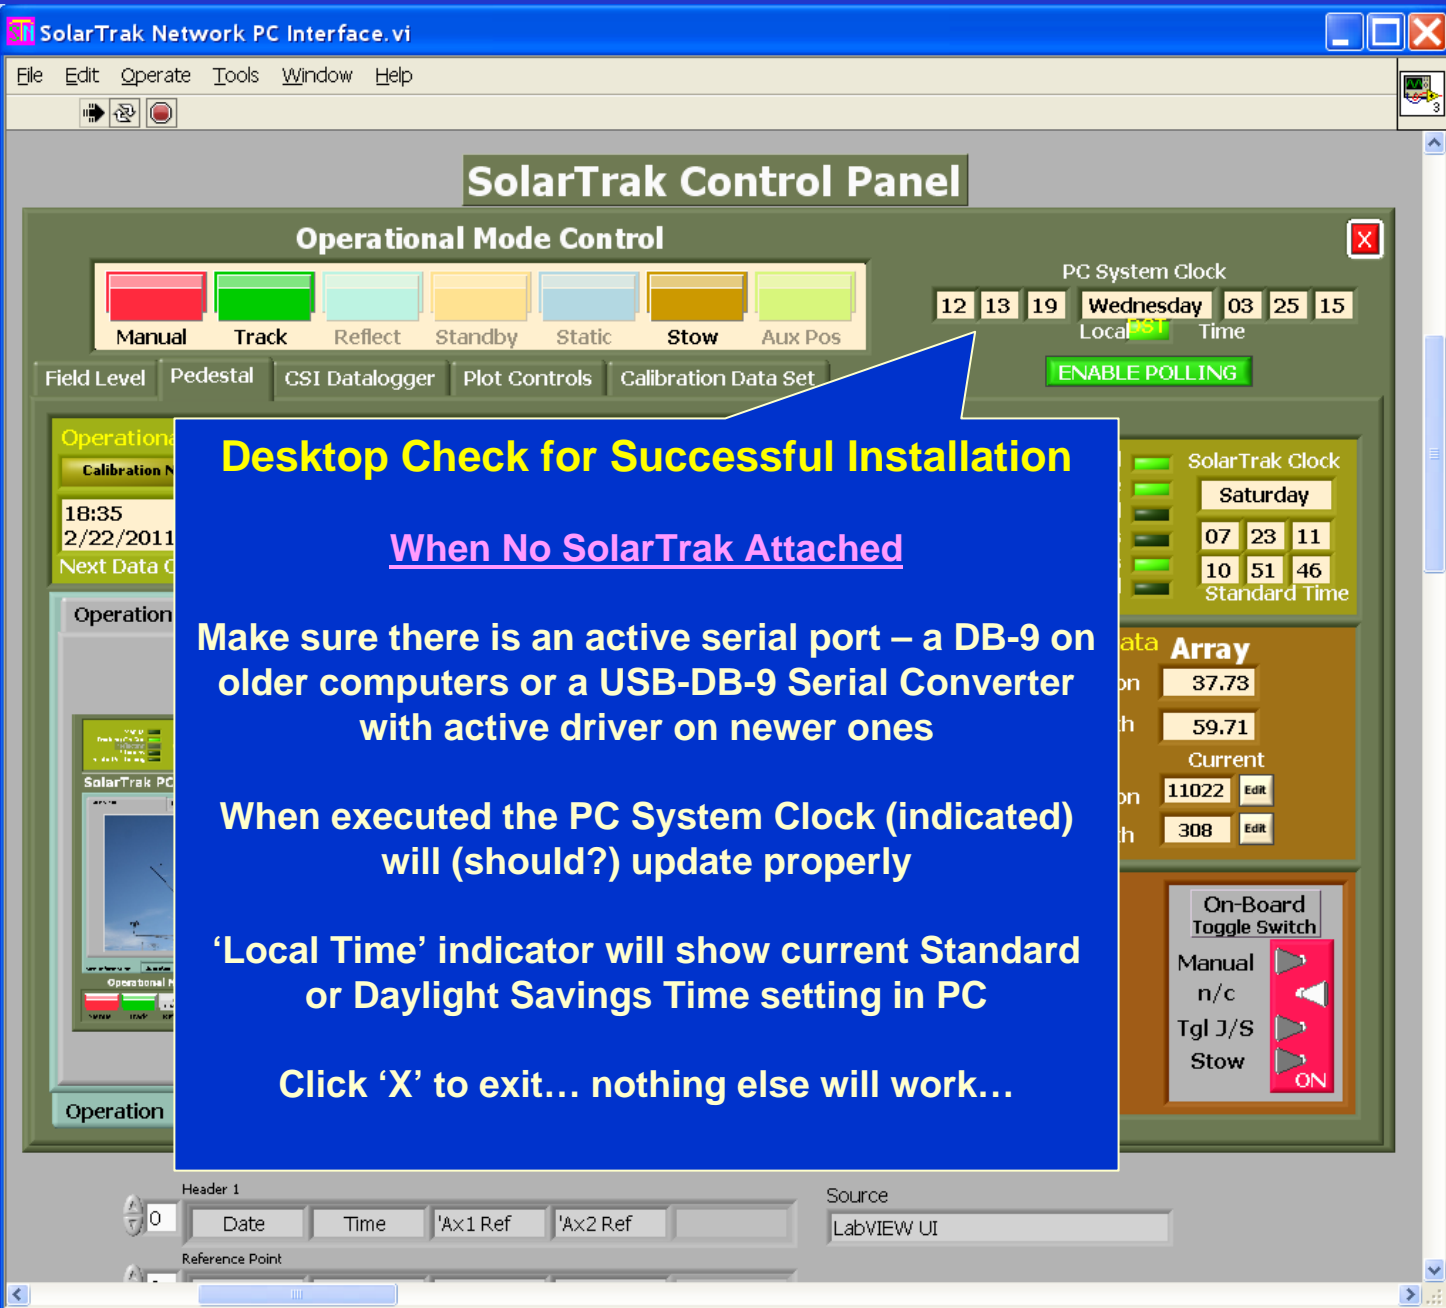 SolarTrak Network PC Interface.vi
File Edit Operate Tools Window Help
3
SolarTrak Control Panel
Operational Mode Control
X
Manual Track Reflect Standby Static Stow Aux Pos
PC System Clock
12 13 19 Wednesday 03 25 15
Local DST Time
ENABLE POLLING
Field Level Pedestal CSI Datalogger Plot Controls Calibration Data Set
Operationa
Calibration N
18:35
2/22/2011
Next Data C
Operation
SolarTrak PC
Operational M
Operation
Desktop Check for Successful Installation
When No SolarTrak Attached
Make sure there is an active serial port – a DB-9 on
older computers or a USB-DB-9 Serial Converter
with active driver on newer ones
When executed the PC System Clock (indicated)
will (should?) update properly
‘Local Time’ indicator will show current Standard
or Daylight Savings Time setting in PC
Click ‘X’ to exit… nothing else will work…
SolarTrak Clock
Saturday
07 23 11
10 51 46
Standard Time
ata Array
on 37.73
h 59.71
Current
on 11022 Edit
h 308 Edit
On-Board
Toggle Switch
Manual
n/c
Tgl J/S
Stow
ON
Header 1
0 Date Time 'Ax1 Ref 'Ax2 Ref
Source
LabVIEW UI
Reference Point